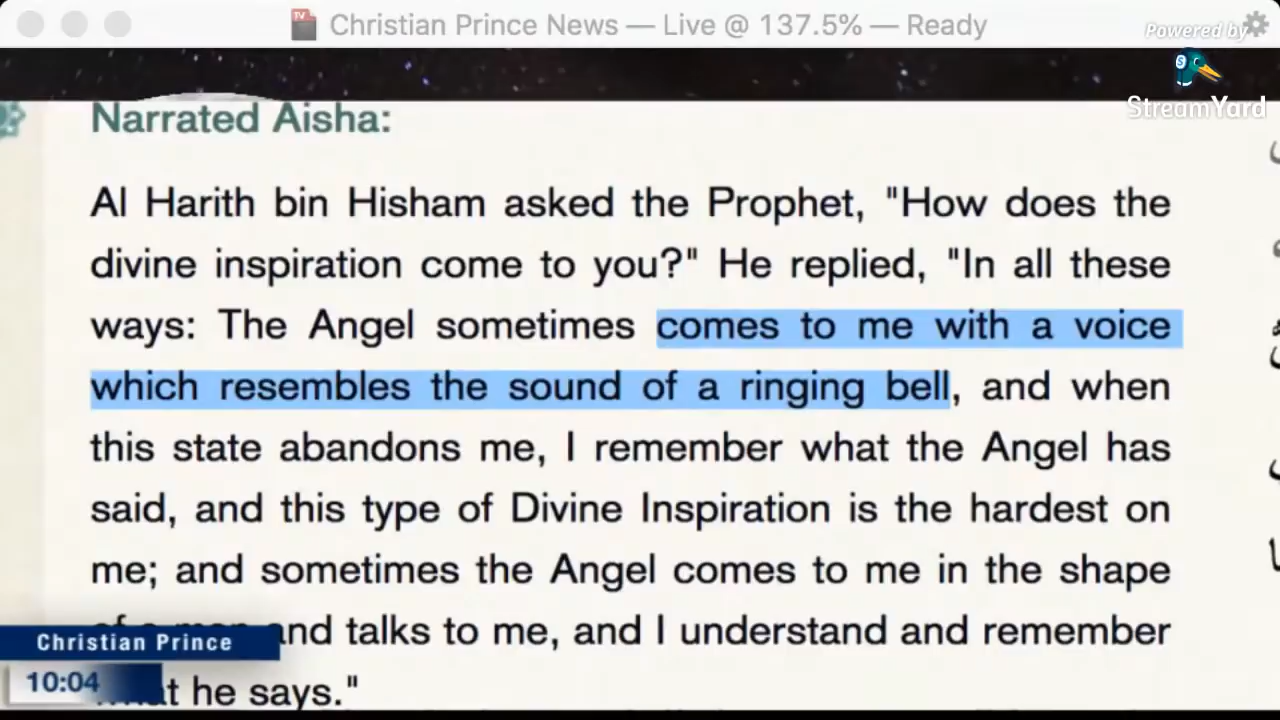 Christian Prince News — Live @ 137.5% — Ready
Powered by
StreamYard
Narrated Aisha:
Al Harith bin Hisham asked the Prophet, "How does the
divine inspiration come to you?" He replied, "In all these
ways: The Angel sometimes comes to me with a voice
which resembles the sound of a ringing bell, and when
this state abandons me, I remember what the Angel has
said, and this type of Divine Inspiration is the hardest on
me; and sometimes the Angel comes to me in the shape
of a man and talks to me, and I understand and remember
he says."
Christian Prince
10:04